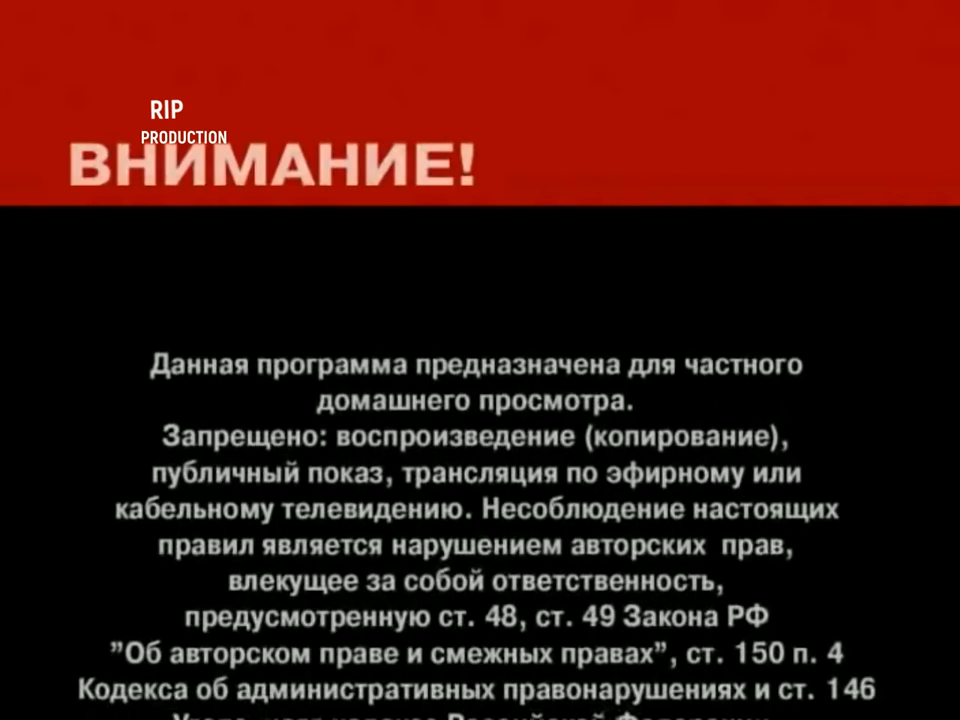 RIP
PRODUCTION
ВНИМАНИЕ!
Данная программа предназначена для частного
домашнего просмотра.
Запрещено: воспроизведение (копирование),
публичный показ, трансляция по эфирному или
кабельному телевидению. Несоблюдение настоящих
правил является нарушением авторских прав,
влекущее за собой ответственность,
предусмотренную ст. 48, ст. 49 Закона РФ
”Об авторском праве и смежных правах”, ст. 150 п. 4
Кодекса об административных правонарушениях и ст. 146